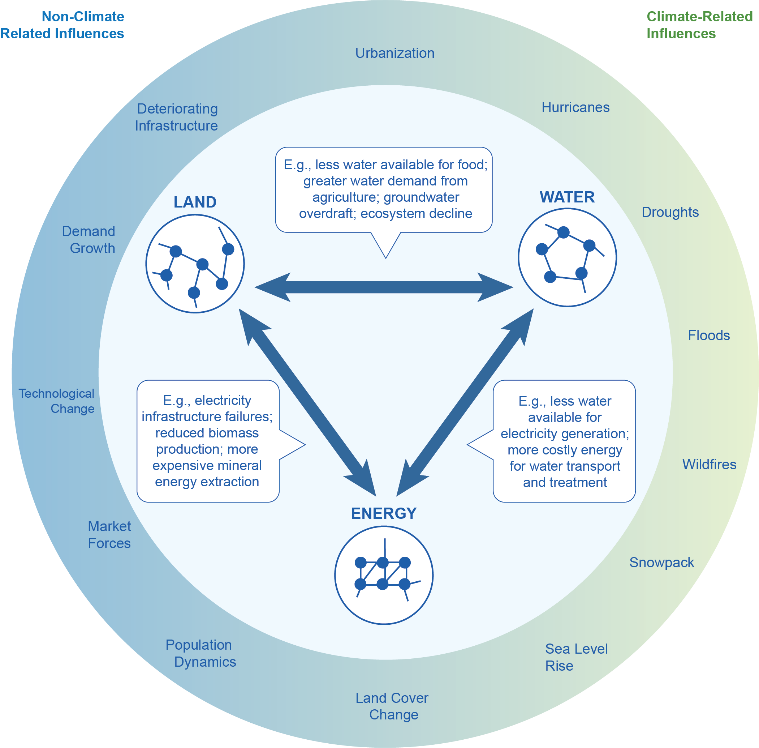 Non-Climate
Related Influences
Climate-Related
Influences
Urbanization
Deteriorating
Infrastructure
Hurricanes
E.g., less water available for food;
greater water demand from
agriculture; groundwater
overdraft; ecosystem decline
LAND
WATER
Demand
Growth
Droughts
Floods
Technological
Change
E.g., electricity
infrastructure failures;
reduced biomass
production; more
expensive mineral
energy extraction
E.g., less water
available for
electricity generation;
more costly energy
for water transport
and treatment
Wildfires
ENERGY
Market
Forces
Snowpack
Population
Dynamics
Sea Level
Rise
Land Cover
Change